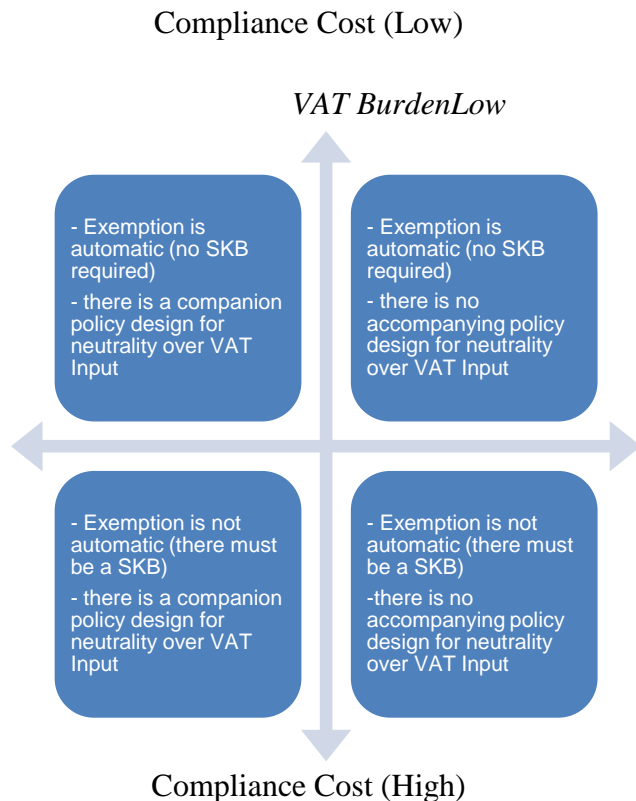 Compliance Cost (Low)
VAT BurdenLow
- Exemption is
automatic (no SKB
required)
- there is a companion
policy design for
neutrality over VAT
Input
- Exemption is
automatic (no SKB
required)
- there is no
accompanying policy
design for neutrality
over VAT Input
- Exemption is not
automatic (there must
be a SKB)
- there is a companion
policy design for
neutrality over VAT
Input
- Exemption is not
automatic (there must
be a SKB)
-there is no
accompanying policy
design for neutrality
over VAT Input
Compliance Cost (High)